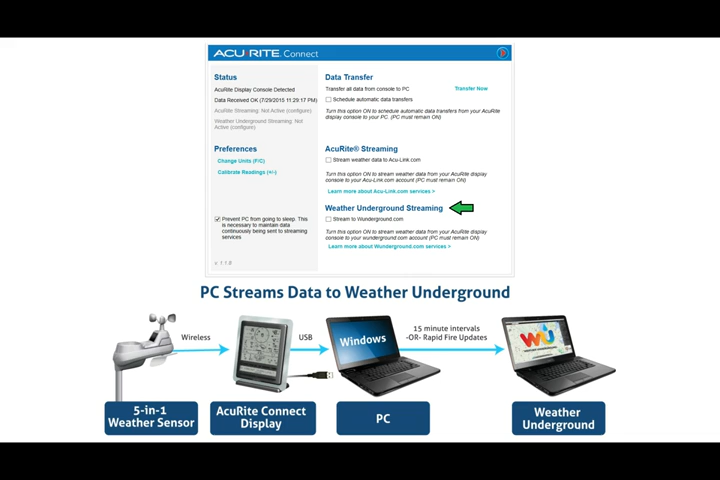 ACU RITE Connect
Status
AcuRite Display Console Detected
Data Received OK (7/29/2015 11:29:17 PM)
AcuRite Streaming: Not Active (configure)
Weather Underground Streaming: Not
Active (configure)
Preferences
Change Units (F/C)
Calibrate Readings (+/-)
Prevent PC from going to sleep. This
is necessary to maintain data
continuously being sent to streaming
services
v: 1.1.8
Data Transfer
Transfer all data from console to PC
Transfer Now
Schedule automatic data transfers
Turn this option ON to schedule automatic data transfers from your AcuRite
display console to your PC. (PC must remain ON)
AcuRite® Streaming
Stream weather data to Acu-Link.com
Turn this option ON to stream weather data from your AcuRite display
console to your Acu-Link.com account (PC must remain ON)
Learn more about Acu-Link.com services >
Weather Underground Streaming
Stream to Wunderground.com
Turn this option ON to stream weather data from your AcuRite display
console to your wunderground.com account (PC must remain ON)
Learn more about Wunderground.com services >
PC Streams Data to Weather Underground
Wireless
USB
Windows
15 minute intervals
-OR- Rapid Fire Updates
5-in-1
Weather Sensor
AcuRite Connect
Display
PC
Weather
Underground